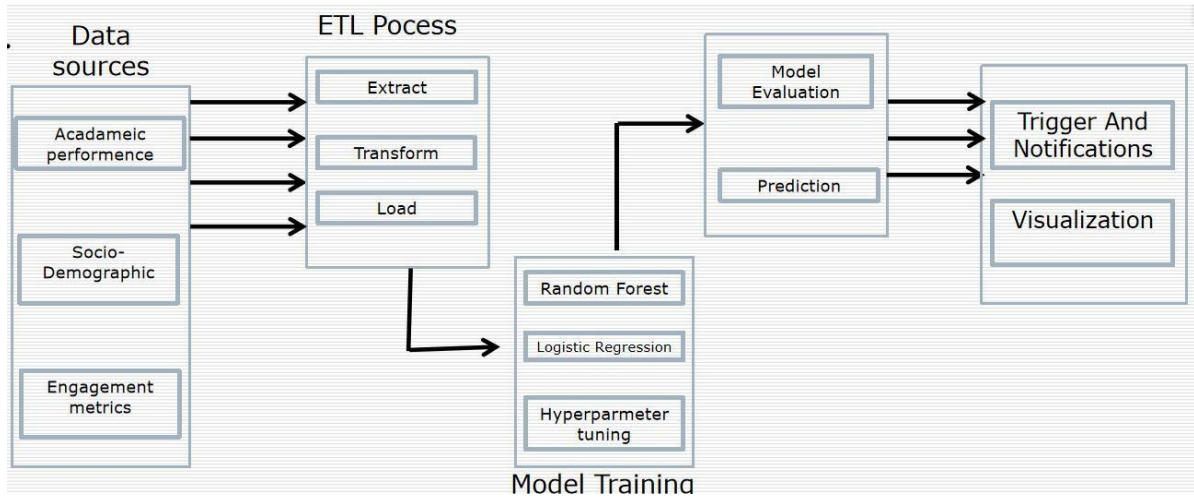 Data
sources
Acadameic
performence
Socio-
Demographic
Engagement
metrics
ETL Pocess
Extract
Transform
Load
Random Forest
Logistic Regression
Hyperparmeter
tuning
Model Training
Model
Evaluation
Prediction
Trigger And
Notifications
Visualization